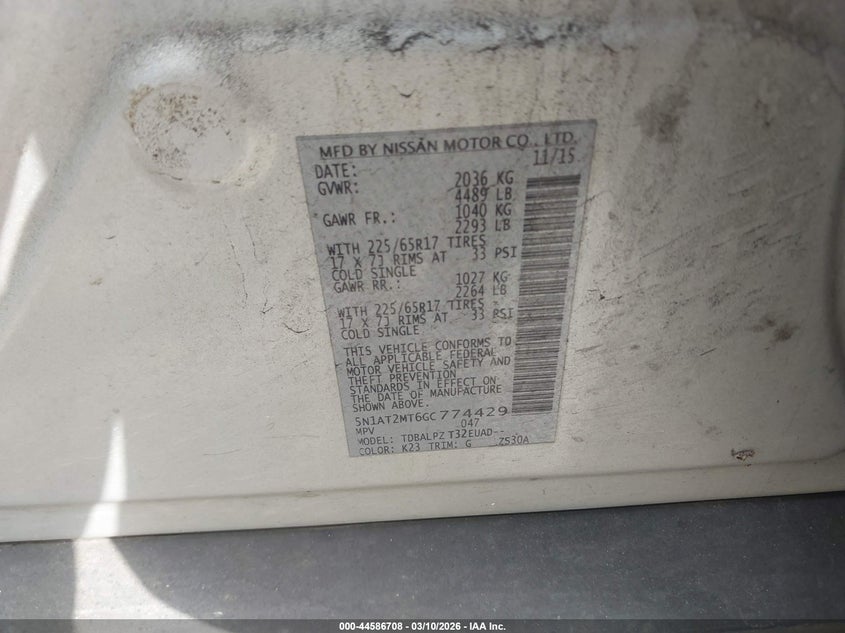 MFD BY NISSAN MOTOR CO., LTD.
DATE: 11/15
GVWR: 2036 KG
4489 LB
GAWR FR.: 1040 KG
2293 LB
WITH 225/65R17 TIRES
17 X 7J RIMS AT 33 PSI
COLD SINGLE
GAWR RR.: 1027 KG
2264 LB
WITH 225/65R17 TIRES
17 X 7J RIMS AT 33 PSI
COLD SINGLE
THIS VEHICLE CONFORMS TO
ALL APPLICABLE FEDERAL
MOTOR VEHICLE SAFETY AND
THEFT PREVENTION
STANDARDS IN EFFECT ON
THE DATE OF MANUFACTURE
SHOWN ABOVE.
5N1AT2MT6GC774429
MPV 047
MODEL: TDBALPZ T32EUAD--
COLOR: K23 TRIM: G ZS30A
000-44586708 — 03/10/2026 — IAA Inc.